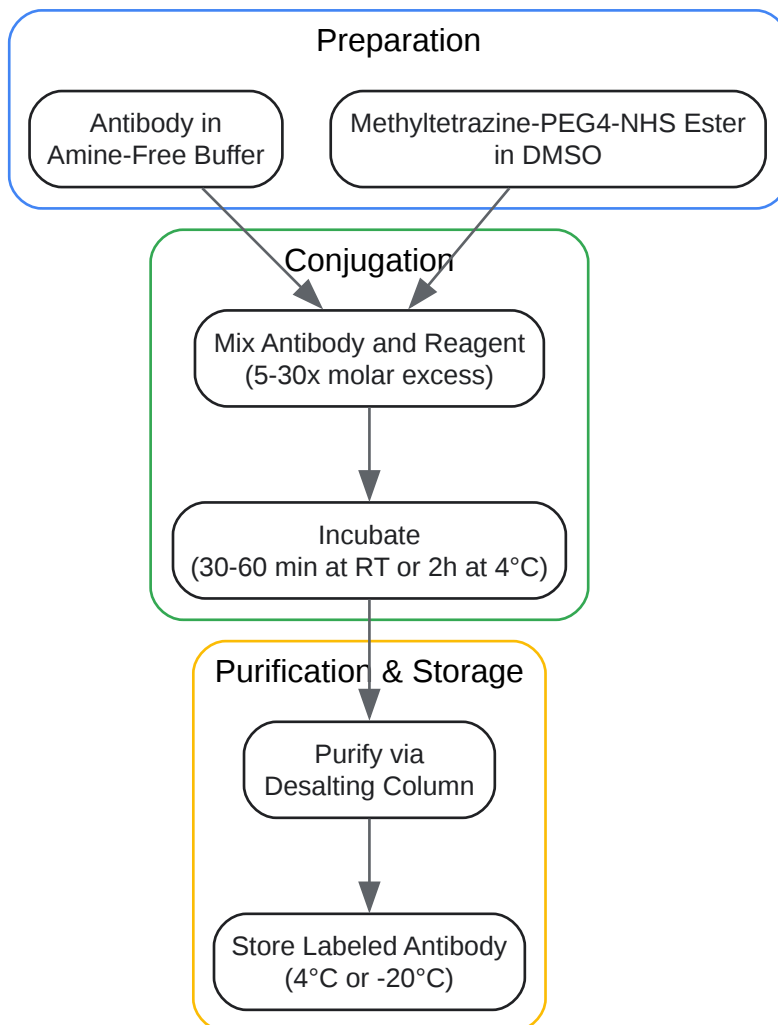 Preparation
Antibody in
Amine-Free Buffer
Methyltetrazine-PEG4-NHS Ester
in DMSO
Conjugation
Mix Antibody and Reagent
(5-30x molar excess)
Incubate
(30-60 min at RT or 2h at 4°C)
Purification & Storage
Purify via
Desalting Column
Store Labeled Antibody
(4°C or -20°C)